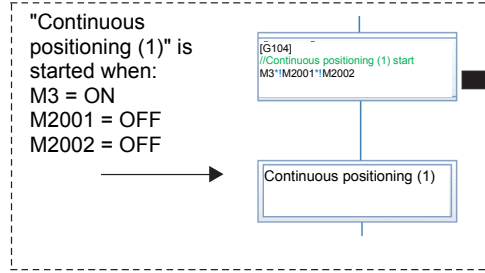 "Continuous
positioning (1)" is
started when:
M3 = ON
M2001 = OFF
M2002 = OFF
[G104]
//Continuous positioning (1) start
M3*!M2001*!M2002
Continuous positioning (1)